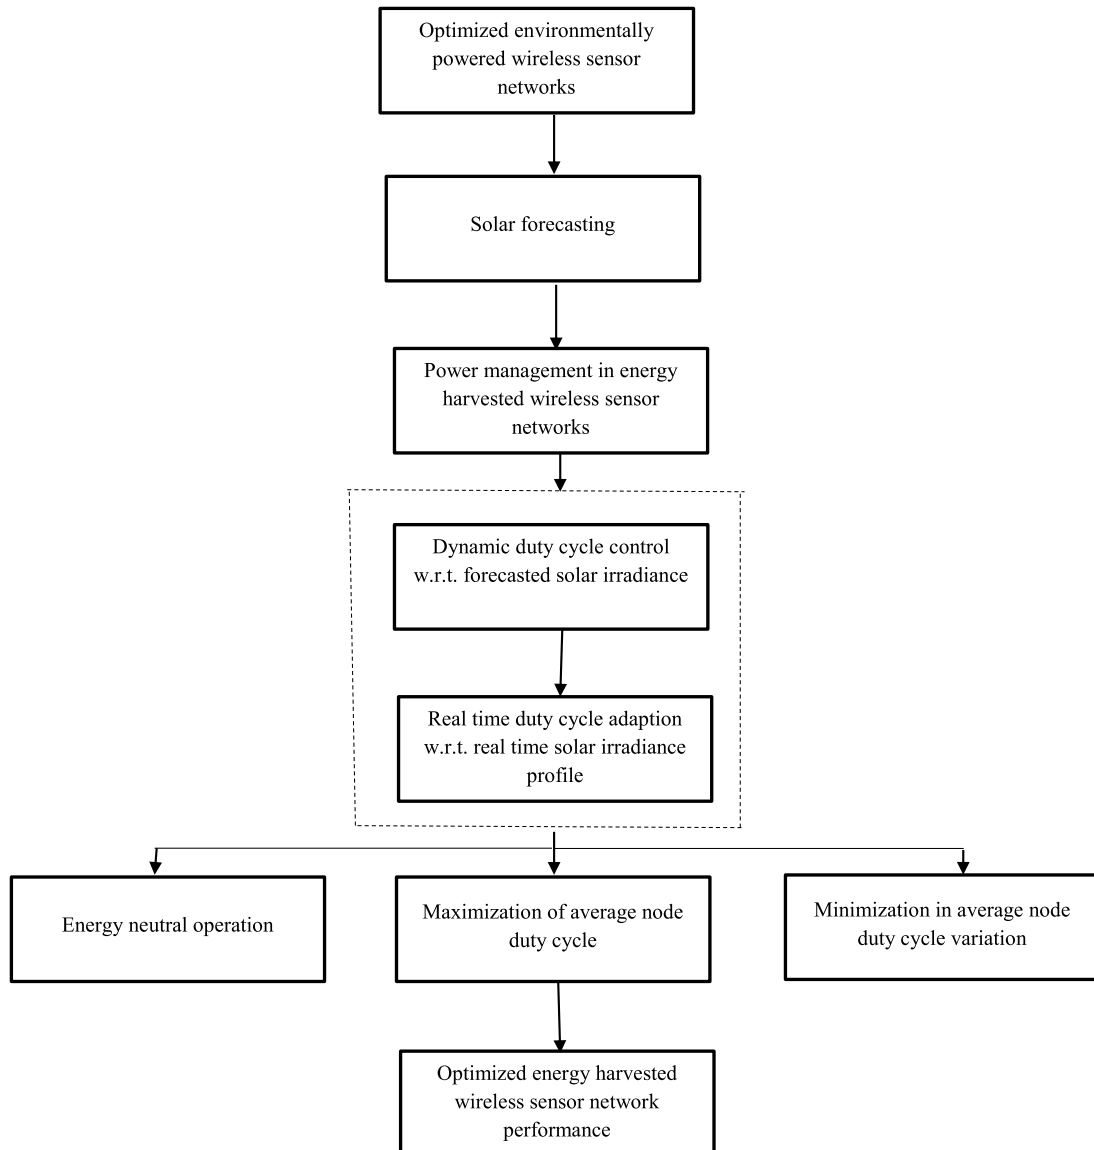 Optimized environmentally
powered wireless sensor
networks
Solar forecasting
Power management in energy
harvested wireless sensor
networks
Dynamic duty cycle control
w.r.t. forecasted solar irradiance
Real time duty cycle adaption
w.r.t. real time solar irradiance
profile
Energy neutral operation
Maximization of average node
duty cycle
Minimization in average node
duty cycle variation
Optimized energy harvested
wireless sensor network
performance